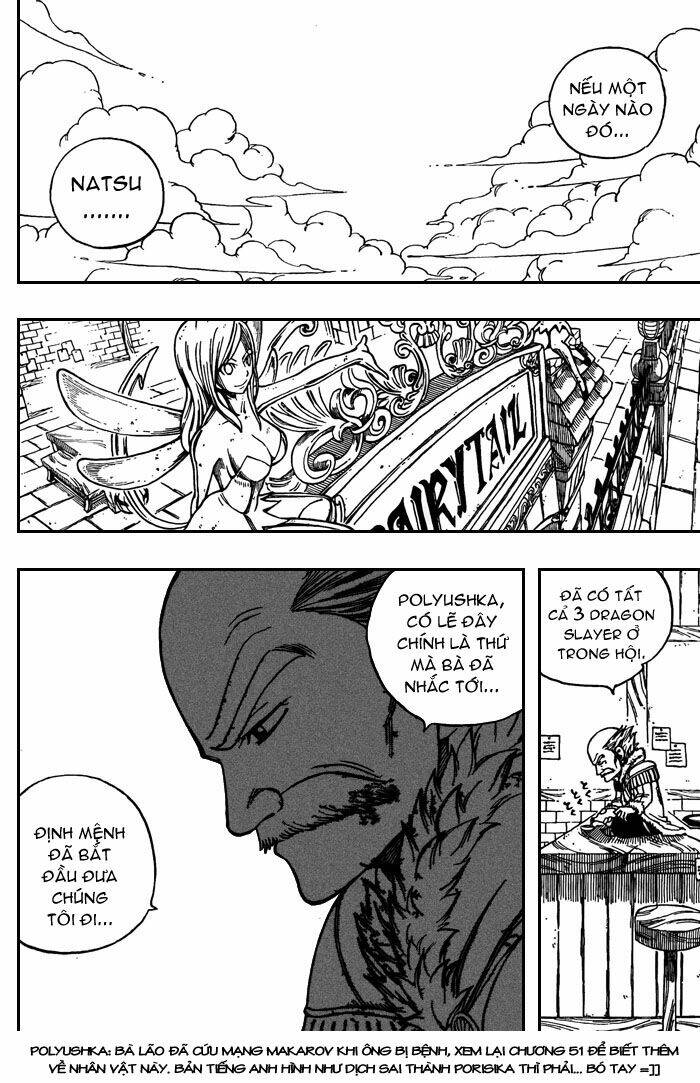 NẾU MỘT
NGÀY NÀO
ĐÓ...
NATSU
.......
FAIRYTAIL
ĐÃ CÓ TẤT
CẢ 3 DRAGON
SLAYER Ở
TRONG HỘI.
POLYUSHKA,
CÓ LẼ ĐÂY
CHÍNH LÀ THỨ
MÀ BÀ ĐÃ
NHẮC TỚI...
ĐỊNH MỆNH
ĐÃ BẮT
ĐẦU ĐƯA
CHÚNG
TÔI ĐI...
POLYUSHKA: BÀ LÃO ĐÃ CỨU MẠNG MAKAROV KHI ÔNG BỊ BỆNH, XEM LẠI CHƯƠNG 51 ĐỂ BIẾT THÊM
VỀ NHÂN VẬT NÀY. BẢN TIẾNG ANH HÌNH NHƯ DỊCH SAI THÀNH PORISIKA THÌ PHẢI... BÓ TAY =]]